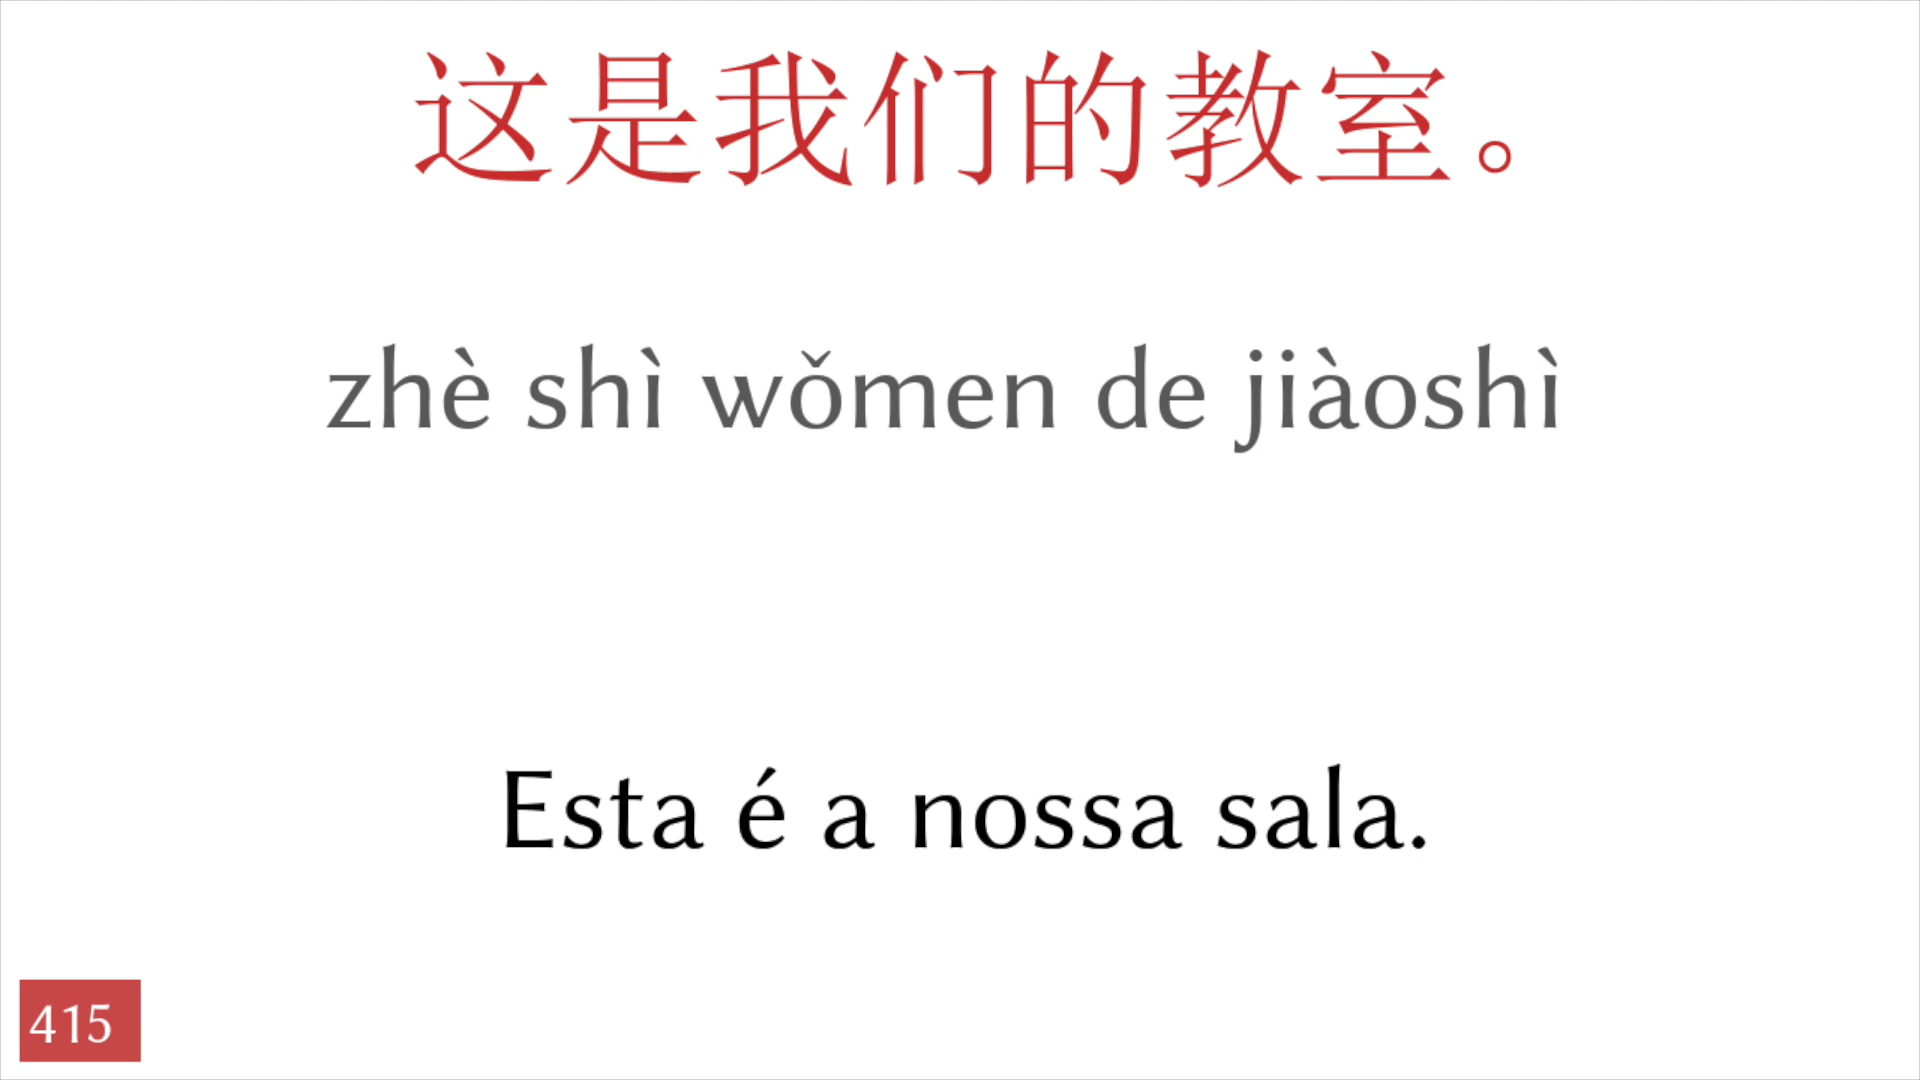 这是我们的教室。
zhè shì wǒmen de jiàoshì
Esta é a nossa sala.
415